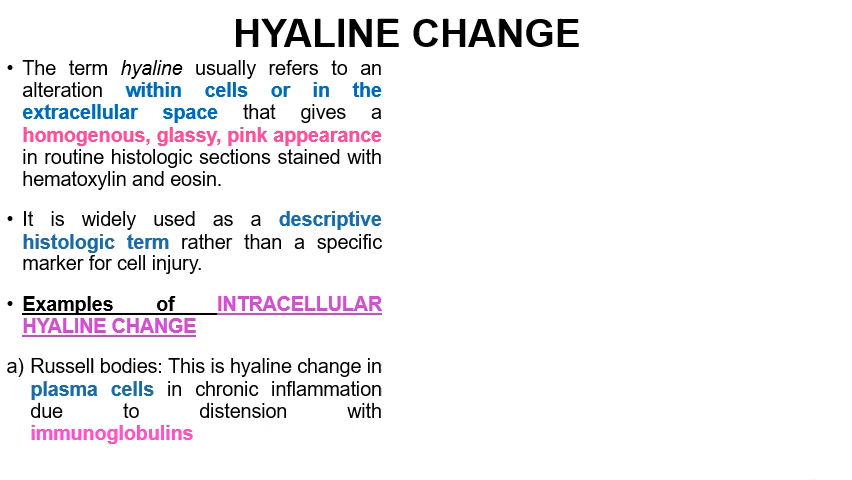 HYALINE CHANGE
• The term hyaline usually refers to an
alteration within cells or in the
extracellular space that gives a
homogenous, glassy, pink appearance
in routine histologic sections stained with
hematoxylin and eosin.
• It is widely used as a descriptive
histologic term rather than a specific
marker for cell injury.
• Examples of INTRACELLULAR
HYALINE CHANGE
a) Russell bodies: This is hyaline change in
plasma cells in chronic inflammation
due to distension with
immunoglobulins